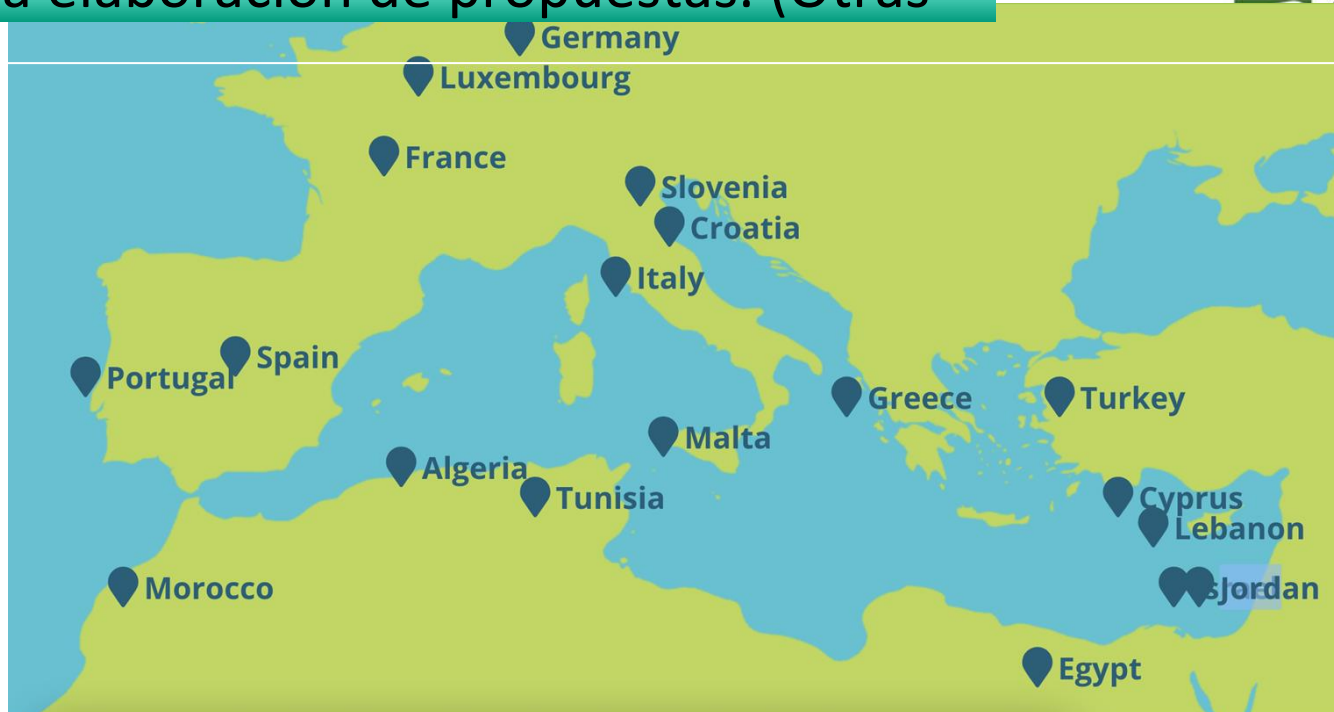 a elaboración de propuestas. (Otras
Germany
Luxembourg
France
Slovenia
Croatia
Italy
Spain
Portugal
Greece
Turkey
Malta
Algeria
Tunisia
Cyprus
Lebanon
Morocco
Jordan
Egypt